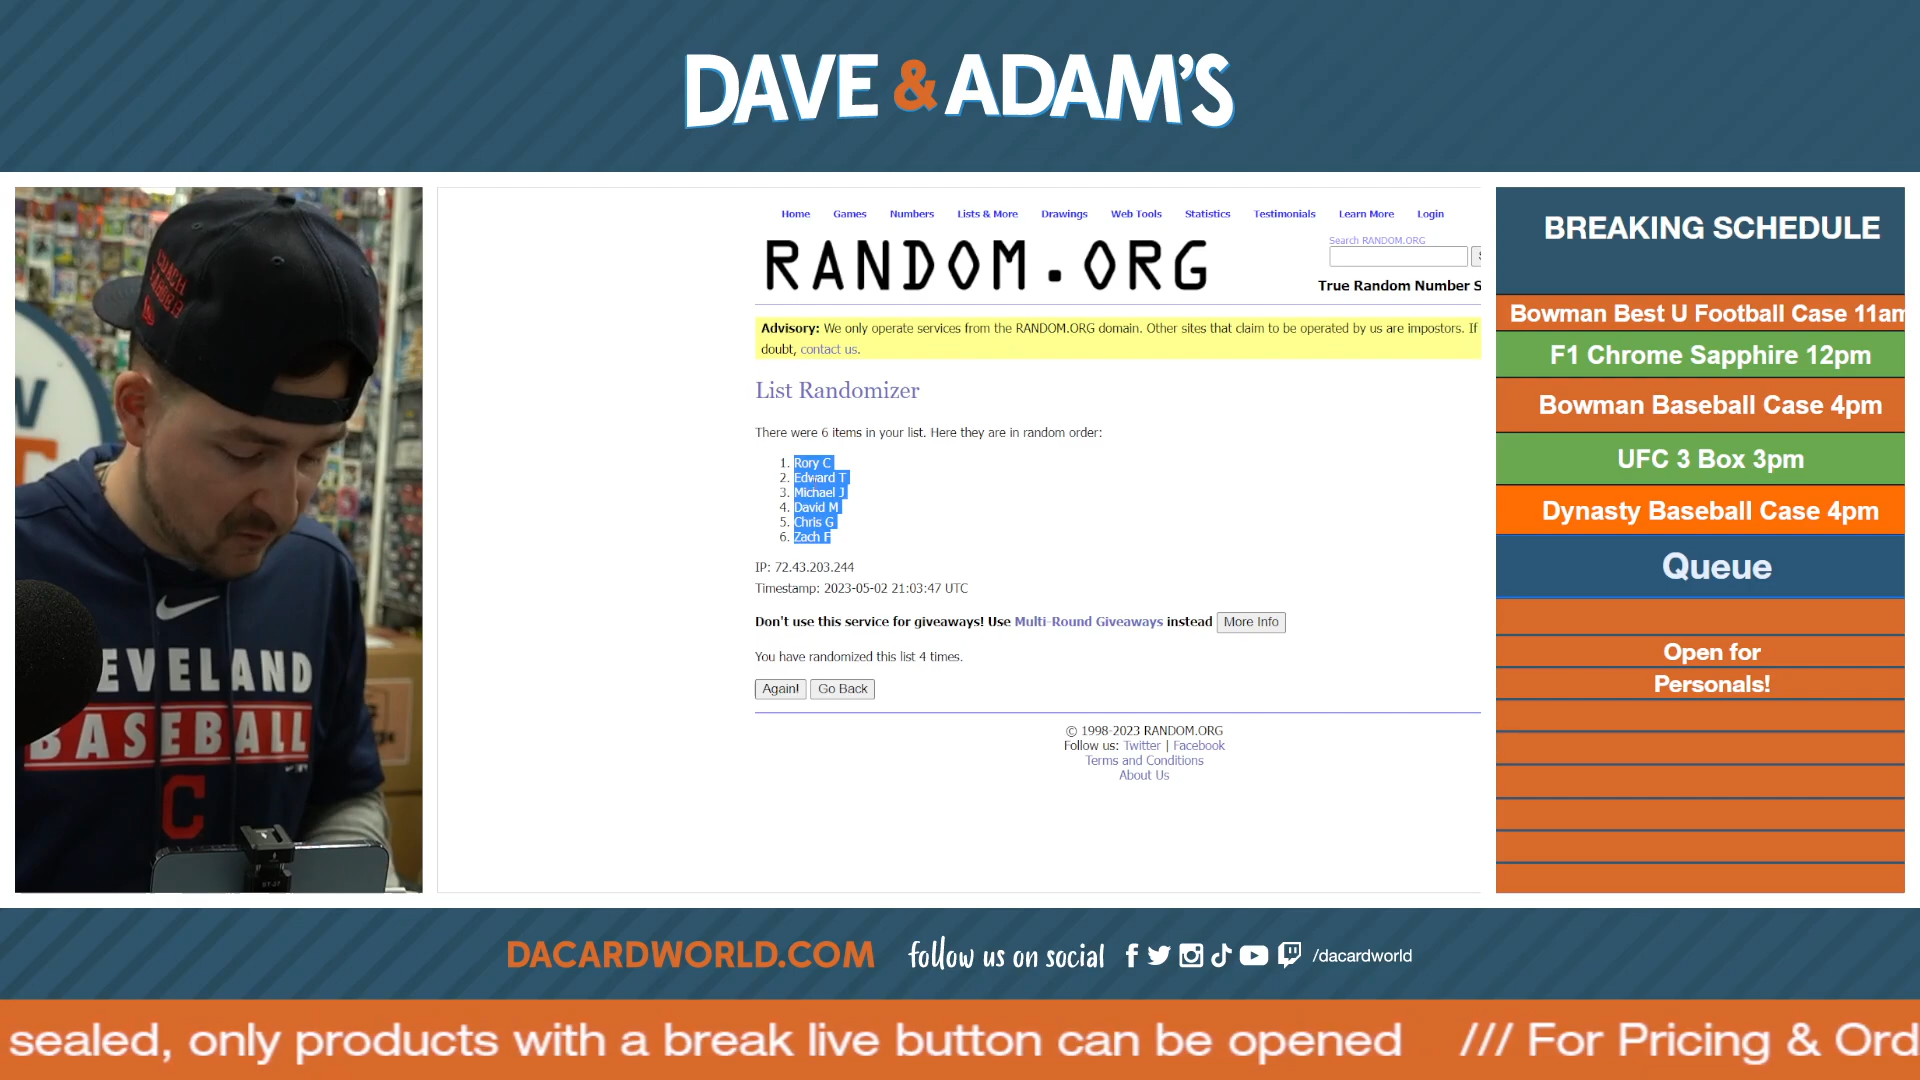 DAVE & ADAM'S
Home Games Numbers Lists & More Drawings Web Tools Statistics Testimonials Learn More Login
RANDOM.ORG
Search RANDOM.ORG
True Random Number S
Advisory: We only operate services from the RANDOM.ORG domain. Other sites that claim to be operated by us are impostors. If
doubt, contact us.
List Randomizer
There were 6 items in your list. Here they are in random order:
1. Rory C
2. Edward T
3. Michael J
4. David M
5. Chris G
6. Zach F
IP: 72.43.203.244
Timestamp: 2023-05-02 21:03:47 UTC
Don't use this service for giveaways! Use Multi-Round Giveaways instead More Info
You have randomized this list 4 times.
Again! Go Back
© 1998-2023 RANDOM.ORG
Follow us: Twitter | Facebook
Terms and Conditions
About Us
BREAKING SCHEDULE
Bowman Best U Football Case 11am
F1 Chrome Sapphire 12pm
Bowman Baseball Case 4pm
UFC 3 Box 3pm
Dynasty Baseball Case 4pm
Queue
Open for
Personals!
EVELAND
BASEBALL
C
DACARDWORLD.COM follow us on social /dacardworld
sealed, only products with a break live button can be opened /// For Pricing & Ord